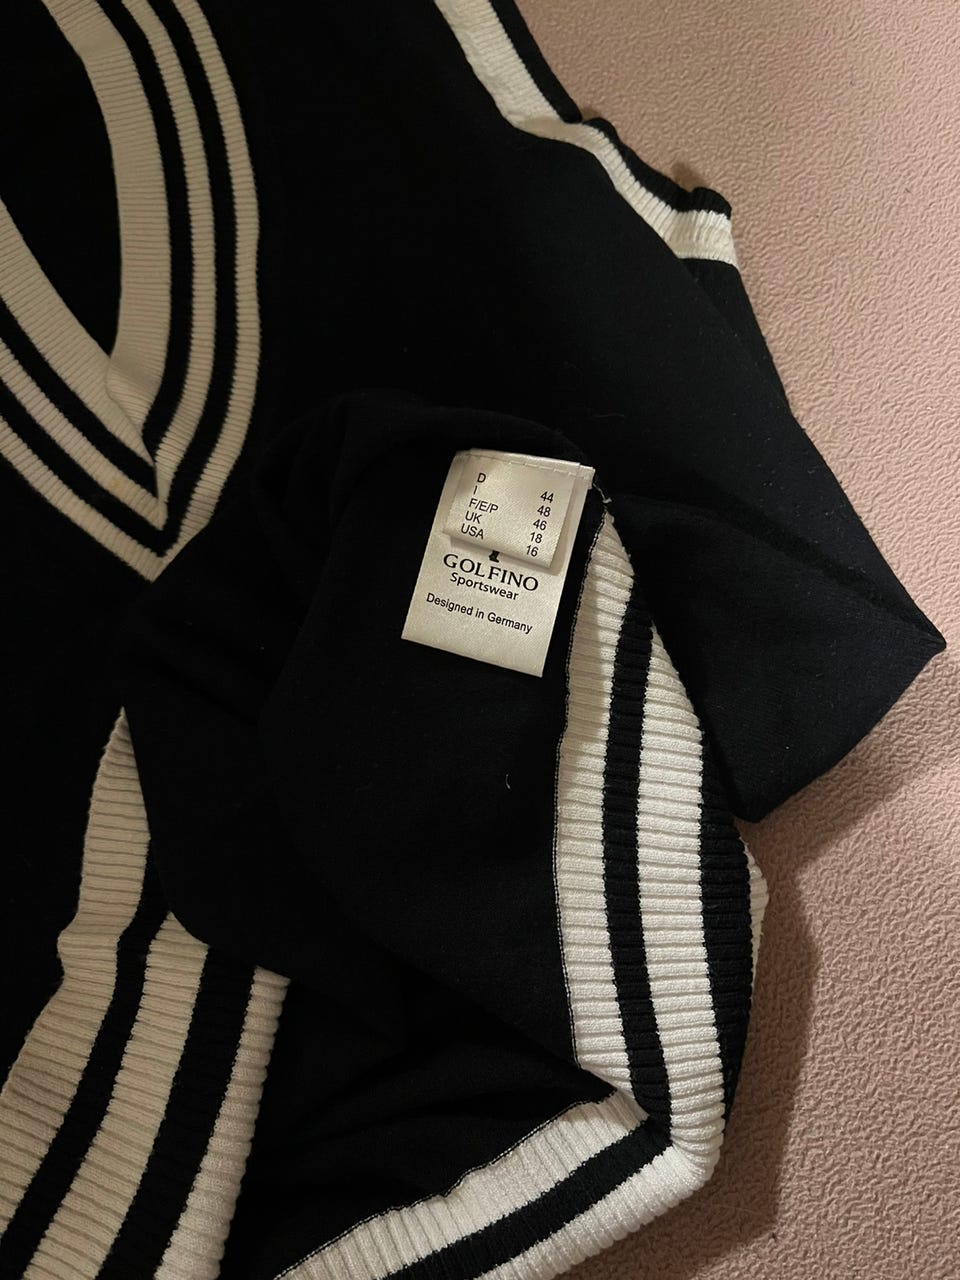 D 44
I 48
F/E/P 46
UK 18
USA 16
GOLFINO
Sportswear
Designed in Germany